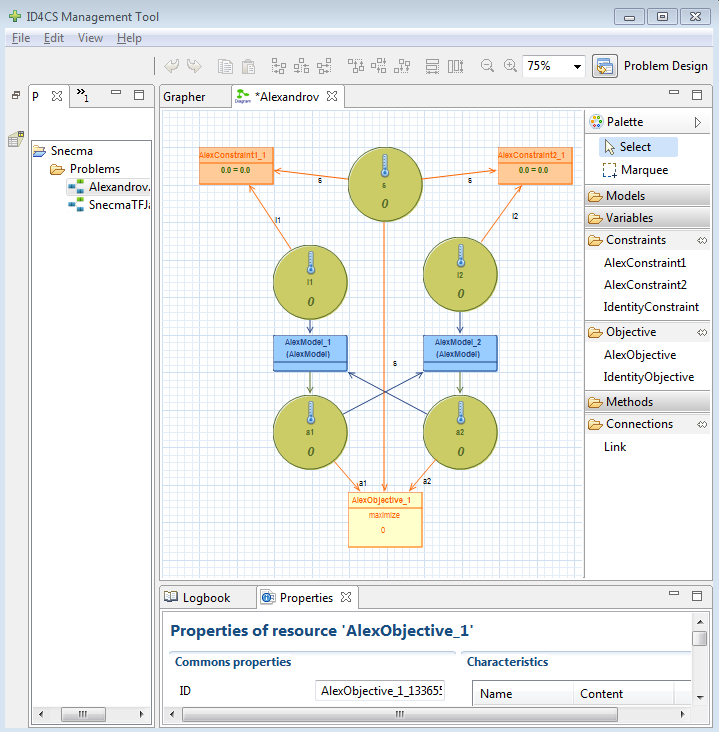 ID4CS Management Tool
File Edit View Help
75% Problem Design
P »1
Grapher *Alexandrov
Snecma
Problems
Alexandrov.
SnecmaTFJa
AlexConstraint1_1
0.0 = 0.0
s
0
AlexConstraint2_1
0.0 = 0.0
s
s
l1
l2
l1
0
l2
0
AlexModel_1
(AlexModel)
AlexModel_2
(AlexModel)
s
a1
0
a2
0
a1
a2
AlexObjective_1
maximize
0
Palette
Select
Marquee
Models
Variables
Constraints
AlexConstraint1
AlexConstraint2
IdentityConstraint
Objective
AlexObjective
IdentityObjective
Methods
Connections
Link
Logbook Properties
Properties of resource 'AlexObjective_1'
Commons properties
Characteristics
ID AlexObjective_1_133655
Name Content